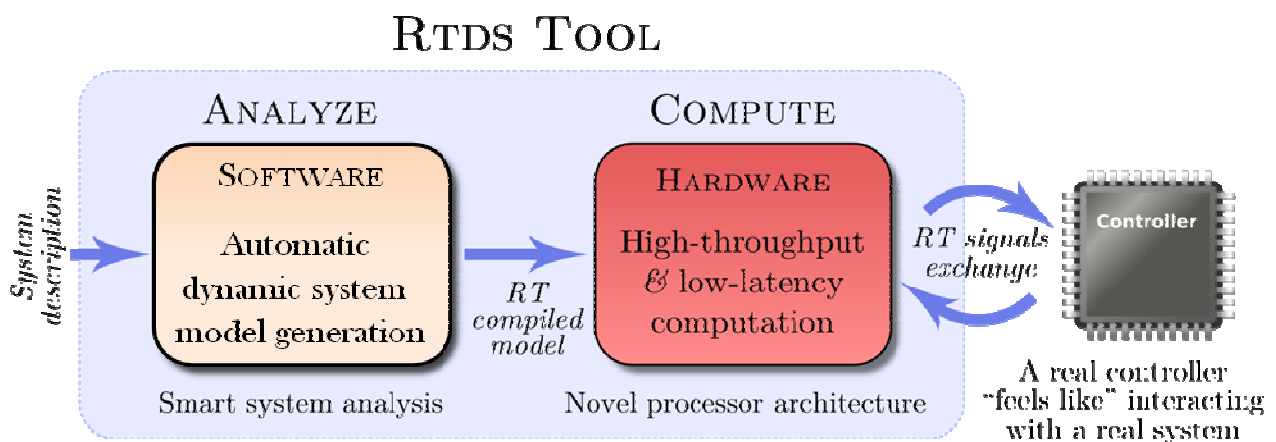 RTDS TOOL
ANALYZE
COMPUTE
System
description
SOFTWARE
Automatic
dynamic system
model generation
Smart system analysis
RT
compiled
model
HARDWARE
High-throughput
& low-latency
computation
Novel processor architecture
RT signals
exchange
Controller
A real controller
"feels like" interacting
with a real system